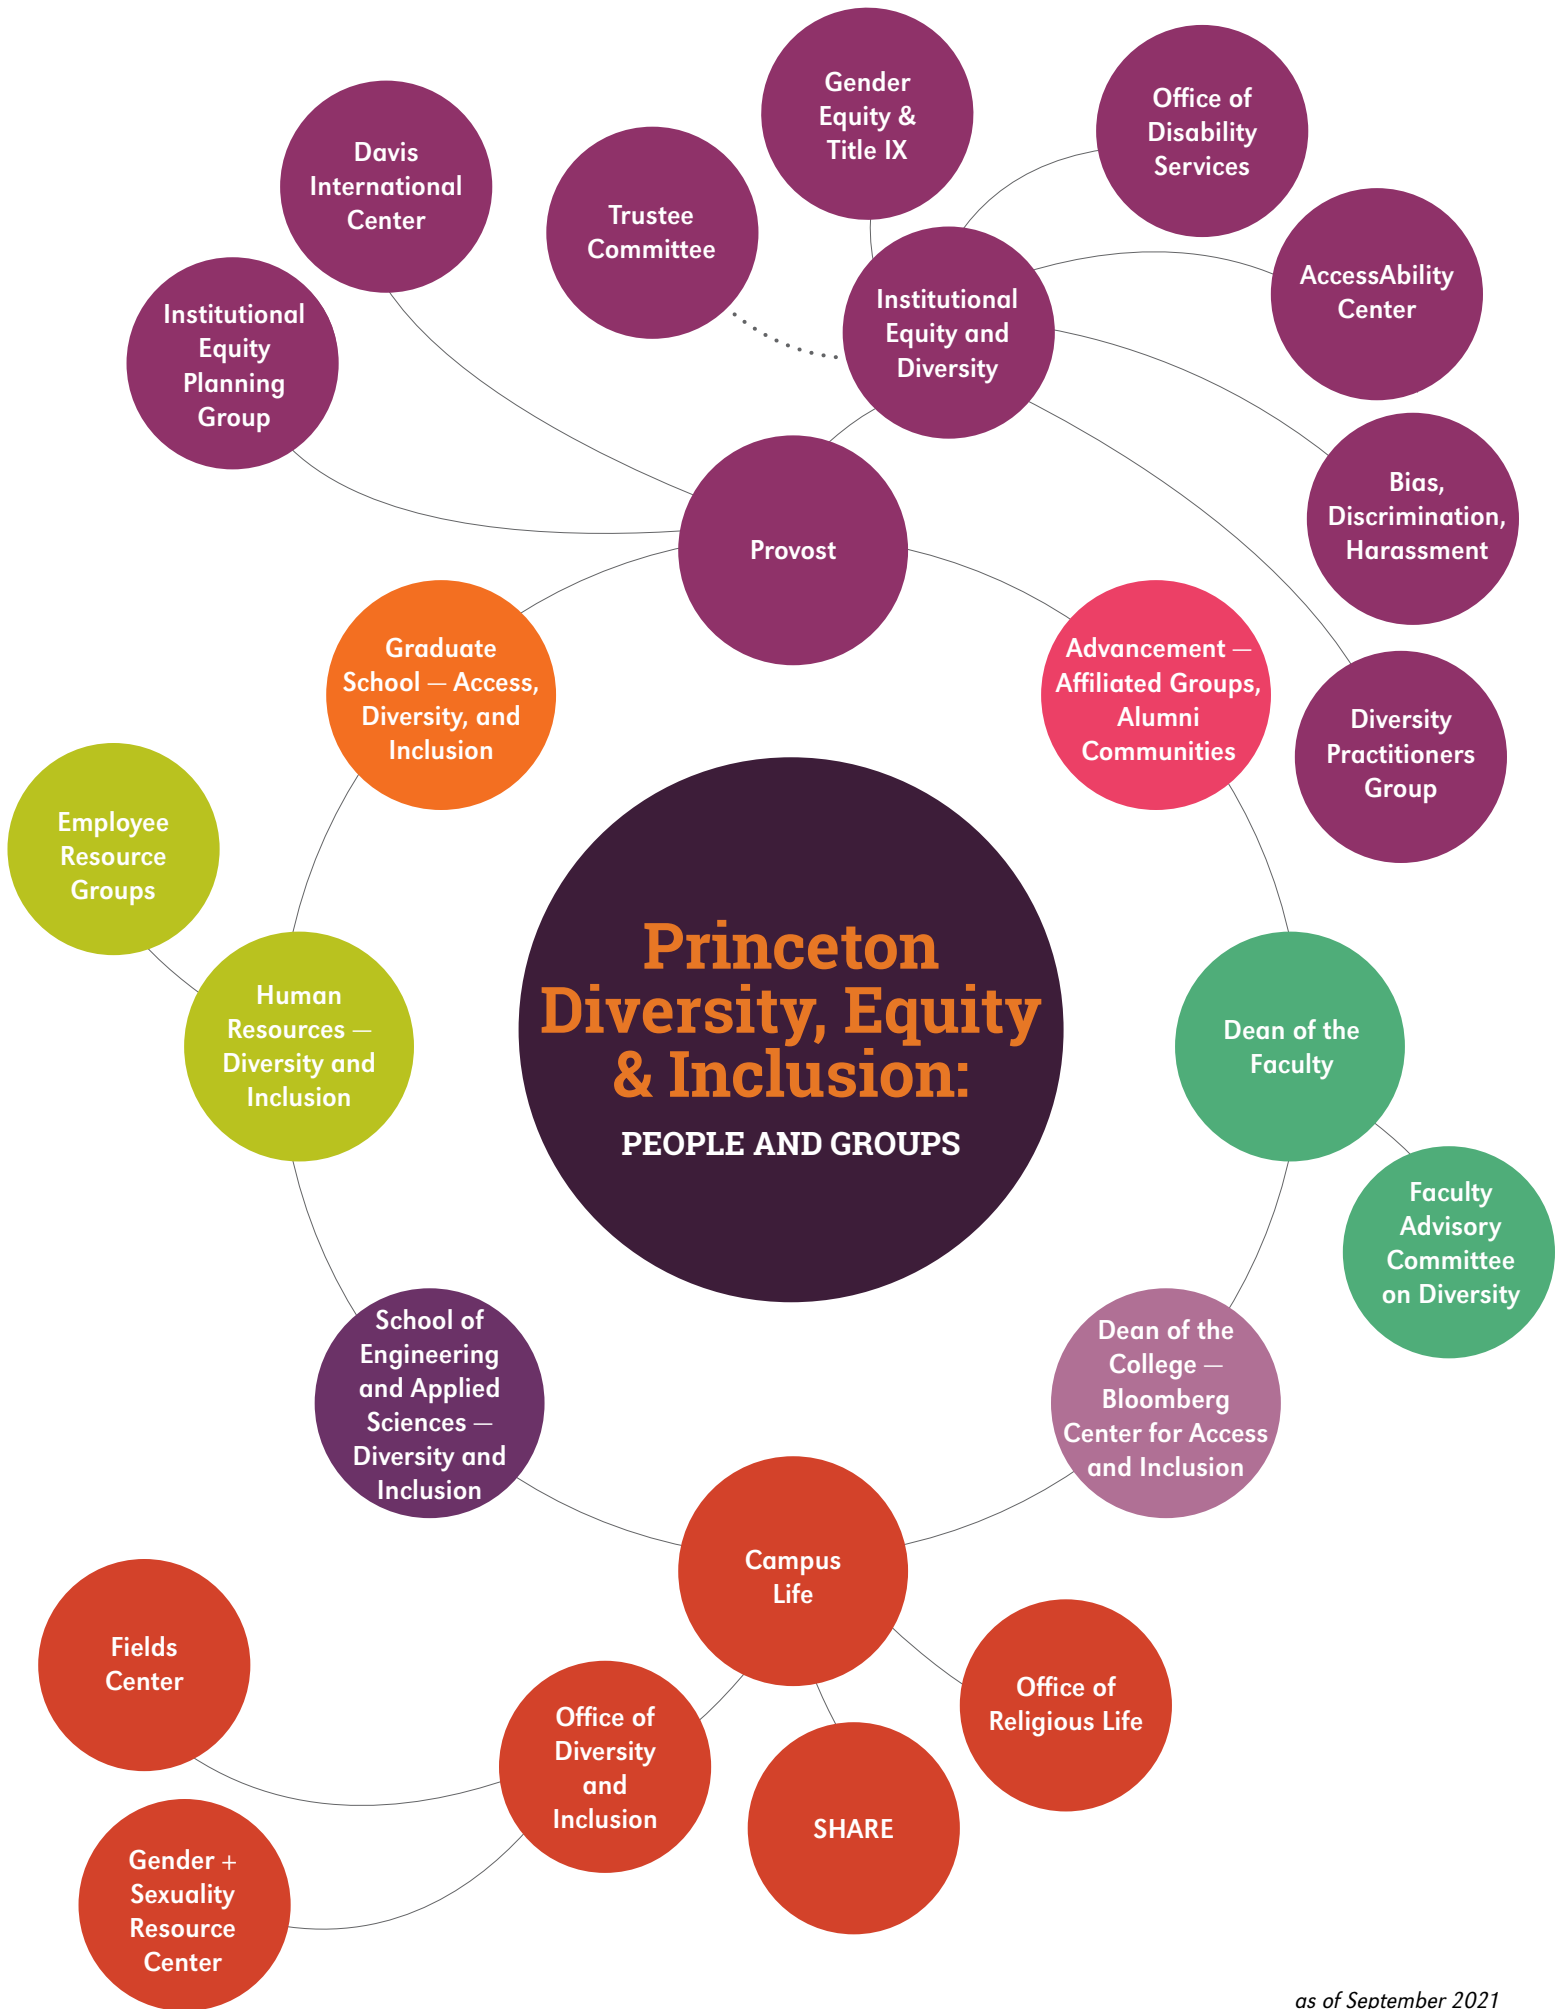 Gender
Equity &
Title IX
Office of
Disability
Services
Davis
International
Center
Trustee
Committee
AccessAbility
Center
Institutional
Equity and
Diversity
Institutional
Equity
Planning
Group
Bias,
Discrimination,
Harassment
Provost
Graduate
School — Access,
Diversity, and
Inclusion
Advancement —
Affiliated Groups,
Alumni
Communities
Diversity
Practitioners
Group
Employee
Resource
Groups
Princeton
Diversity, Equity
& Inclusion:
PEOPLE AND GROUPS
Human
Resources —
Diversity and
Inclusion
Dean of the
Faculty
Faculty
Advisory
Committee
on Diversity
School of
Engineering
and Applied
Sciences —
Diversity and
Inclusion
Dean of the
College —
Bloomberg
Center for Access
and Inclusion
Campus
Life
Fields
Center
Office of
Diversity
and
Inclusion
Office of
Religious Life
SHARE
Gender +
Sexuality
Resource
Center
as of September 2021